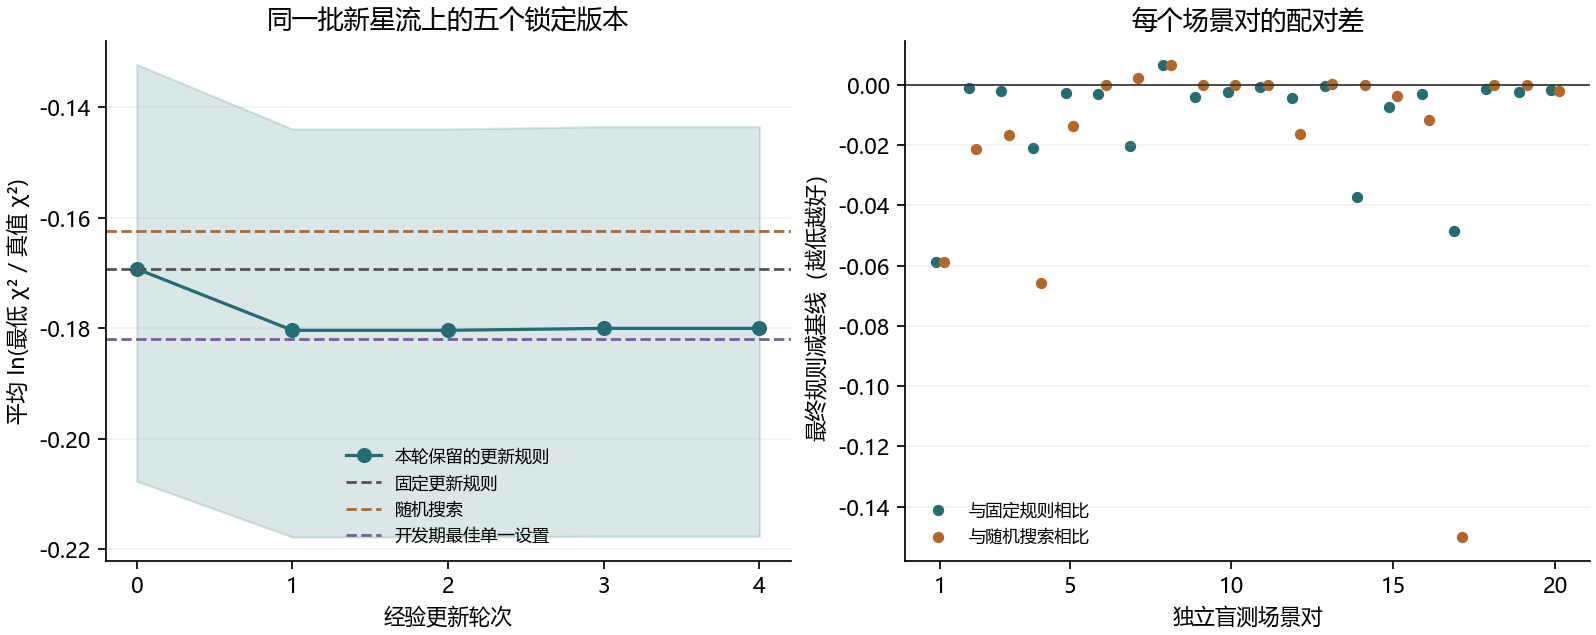 同一批新星流上的五个锁定版本
平均 ln(最低 χ² / 真值 χ²)
-0.14
-0.16
-0.18
-0.20
-0.22
本轮保留的更新规则
固定更新规则
随机搜索
开发期最佳单一设置
0 1 2 3 4
经验更新轮次
每个场景对的配对差
最终规则减基线（越低越好）
0.00
-0.02
-0.04
-0.06
-0.08
-0.10
-0.12
-0.14
与固定规则相比
与随机搜索相比
1 5 10 15 20
独立盲测场景对